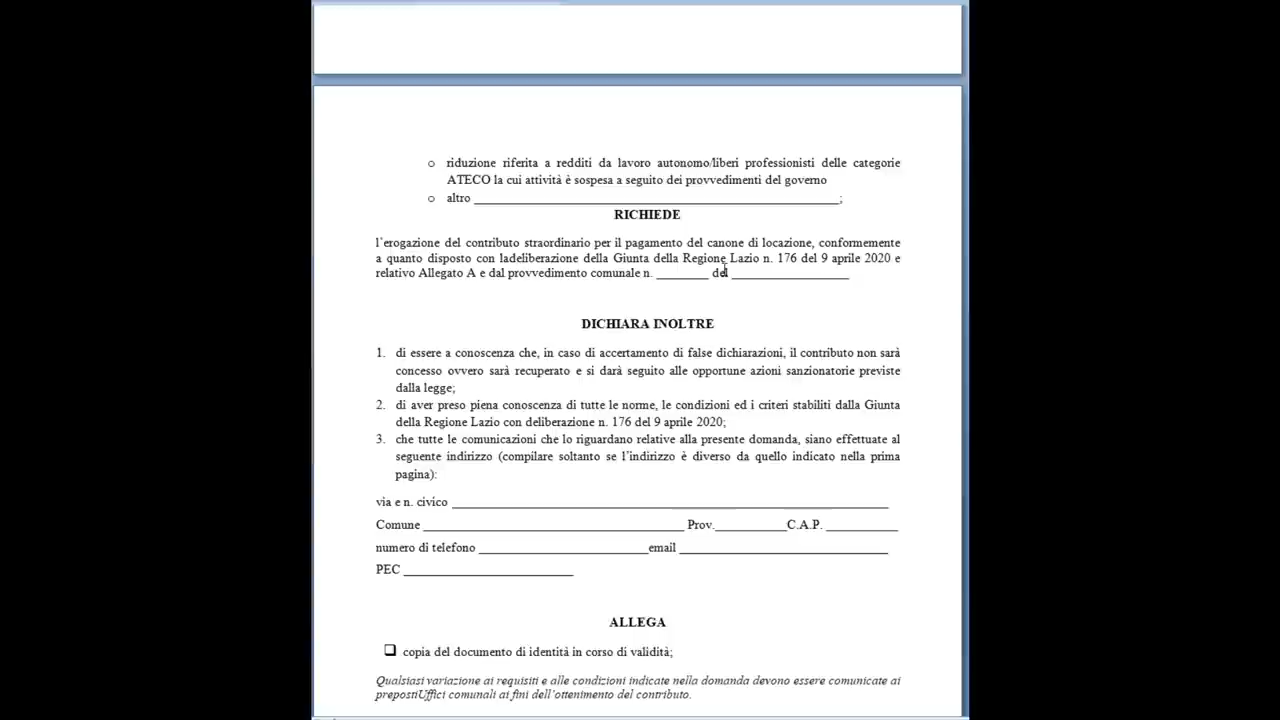 o riduzione riferita a redditi da lavoro autonomo/liberi professionisti delle categorie
ATECO la cui attività è sospesa a seguito dei provvedimenti del governo
o altro ____________________________________________________;
RICHIEDE
l’erogazione del contributo straordinario per il pagamento del canone di locazione, conformemente
a quanto disposto con ladeliberazione della Giunta della Regione Lazio n. 176 del 9 aprile 2020 e
relativo Allegato A e dal provvedimento comunale n. ________ del __________________
DICHIARA INOLTRE
1. di essere a conoscenza che, in caso di accertamento di false dichiarazioni, il contributo non sarà
concesso ovvero sarà recuperato e si darà seguito alle opportune azioni sanzionatorie previste
dalla legge;
2. di aver preso piena conoscenza di tutte le norme, le condizioni ed i criteri stabiliti dalla Giunta
della Regione Lazio con deliberazione n. 176 del 9 aprile 2020;
3. che tutte le comunicazioni che lo riguardano relative alla presente domanda, siano effettuate al
seguente indirizzo (compilare soltanto se l’indirizzo è diverso da quello indicato nella prima
pagina):
via e n. civico ____________________________________________________________
Comune ________________________________________ Prov.___________C.A.P. ___________
numero di telefono __________________________email ________________________________
PEC __________________________
ALLEGA
❑ copia del documento di identità in corso di validità;
Qualsiasi variazione ai requisiti e alle condizioni indicate nella domanda devono essere comunicate ai
prepostiUffici comunali ai fini dell’ottenimento del contributo.